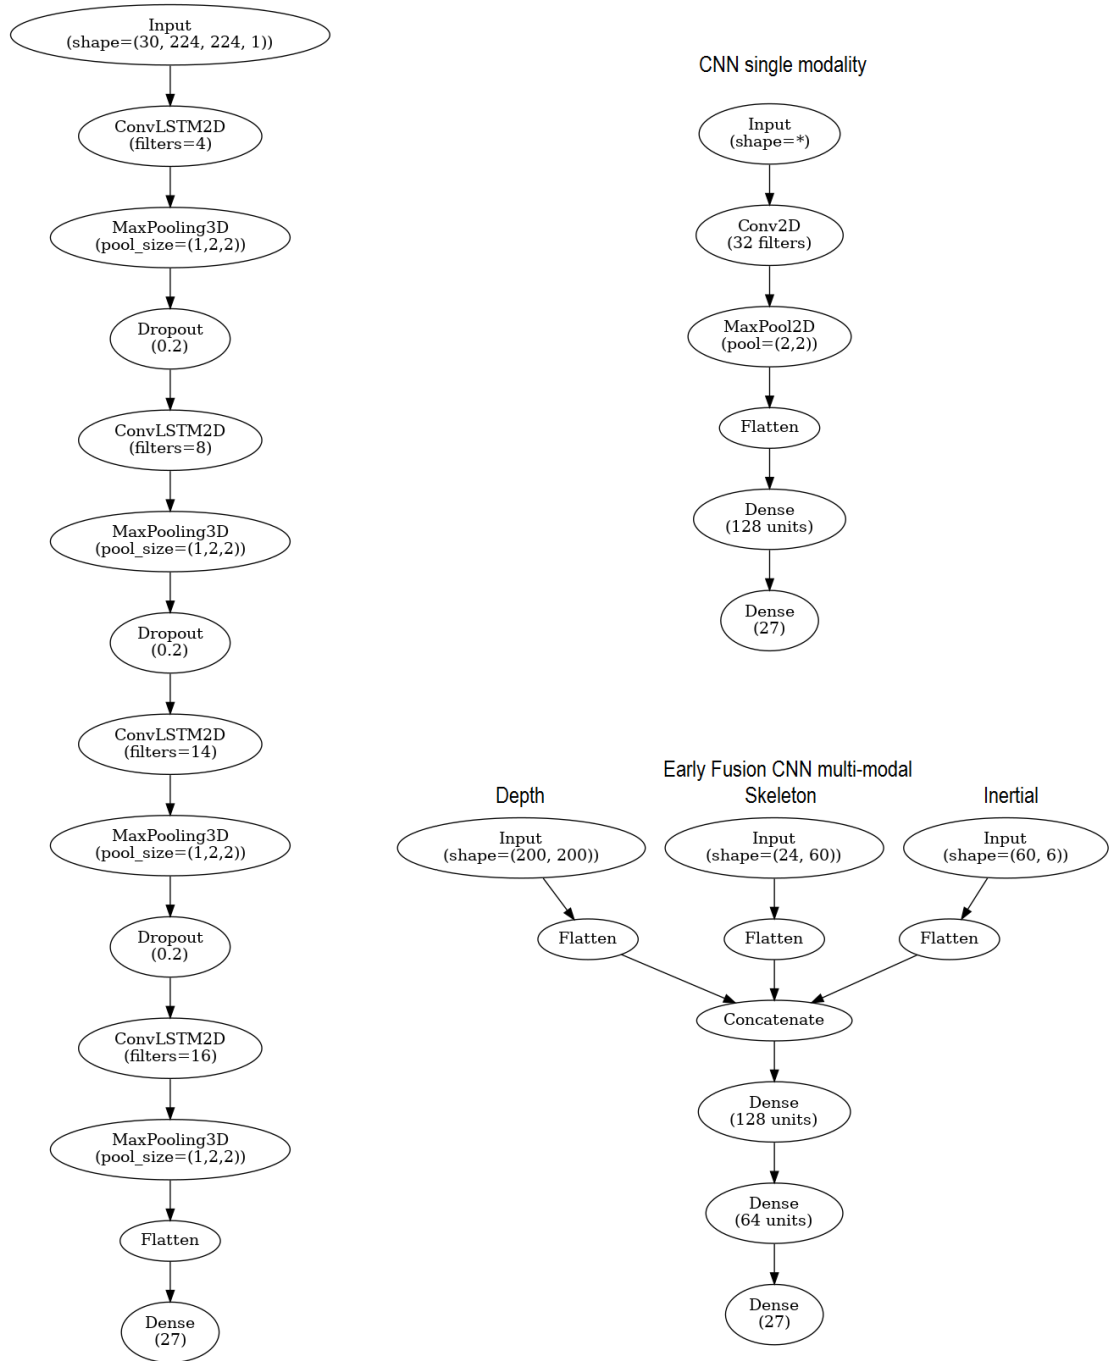 Input
(shape=(30, 224, 224, 1))
ConvLSTM2D
(filters=4)
MaxPooling3D
(pool_size=(1,2,2))
Dropout
(0.2)
ConvLSTM2D
(filters=8)
MaxPooling3D
(pool_size=(1,2,2))
Dropout
(0.2)
ConvLSTM2D
(filters=14)
MaxPooling3D
(pool_size=(1,2,2))
Dropout
(0.2)
ConvLSTM2D
(filters=16)
MaxPooling3D
(pool_size=(1,2,2))
Flatten
Dense
(27)
CNN single modality
Input
(shape=*)
Conv2D
(32 filters)
MaxPool2D
(pool=(2,2))
Flatten
Dense
(128 units)
Dense
(27)
Early Fusion CNN multi-modal
Depth Skeleton Inertial
Input
(shape=(200, 200))
Input
(shape=(24, 60))
Input
(shape=(60, 6))
Flatten
Flatten
Flatten
Concatenate
Dense
(128 units)
Dense
(64 units)
Dense
(27)